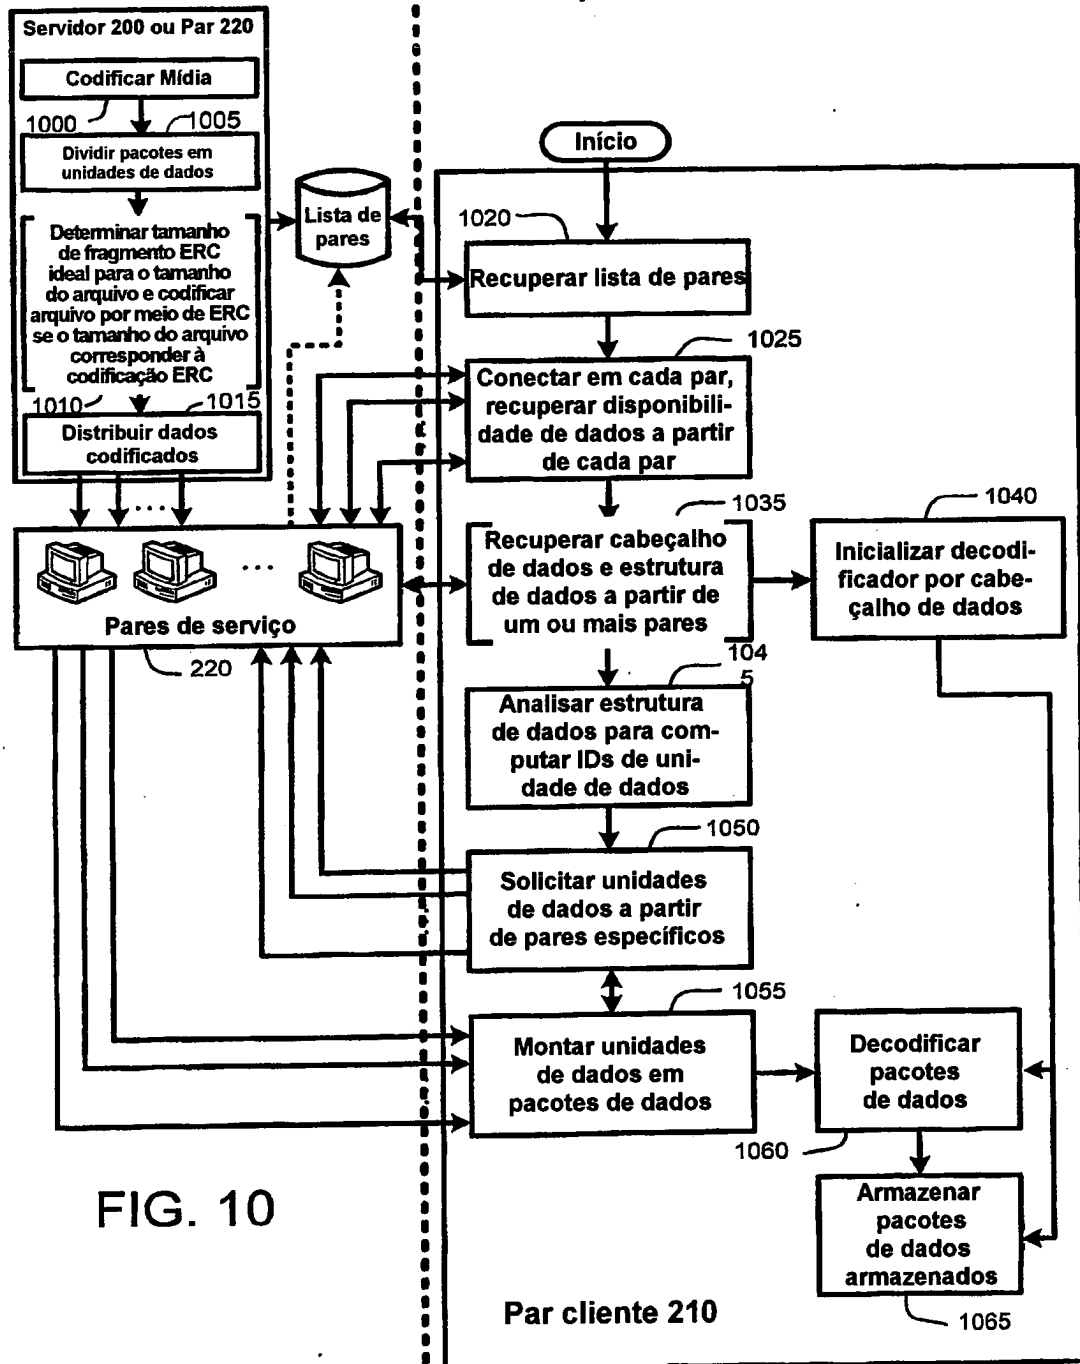 Servidor 200 ou Par 220
Codificar Mídia
1000
1005
Dividir pacotes em
unidades de dados
Determinar tamanho
de fragmento ERC
ideal para o tamanho
do arquivo e codificar
arquivo por meio de ERC
se o tamanho do arquivo
corresponder à
codificação ERC
1010
1015
Distribuir dados
codificados
...
Lista de
pares
...
Pares de serviço
220
Início
1020
Recuperar lista de pares
1025
Conectar em cada par,
recuperar disponibili-
dade de dados a partir
de cada par
1035
Recuperar cabeçalho
de dados e estrutura
de dados a partir de
um ou mais pares
1040
Inicializar decodi-
ficador por cabe-
çalho de dados
104
5
Analisar estrutura
de dados para com-
putar IDs de uni-
dade de dados
1050
Solicitar unidades
de dados a partir
de pares específicos
1055
Montar unidades
de dados em
pacotes de dados
Decodificar
pacotes
de dados
1060
Armazenar
pacotes
de dados
armazenados
1065
Par cliente 210
FIG. 10